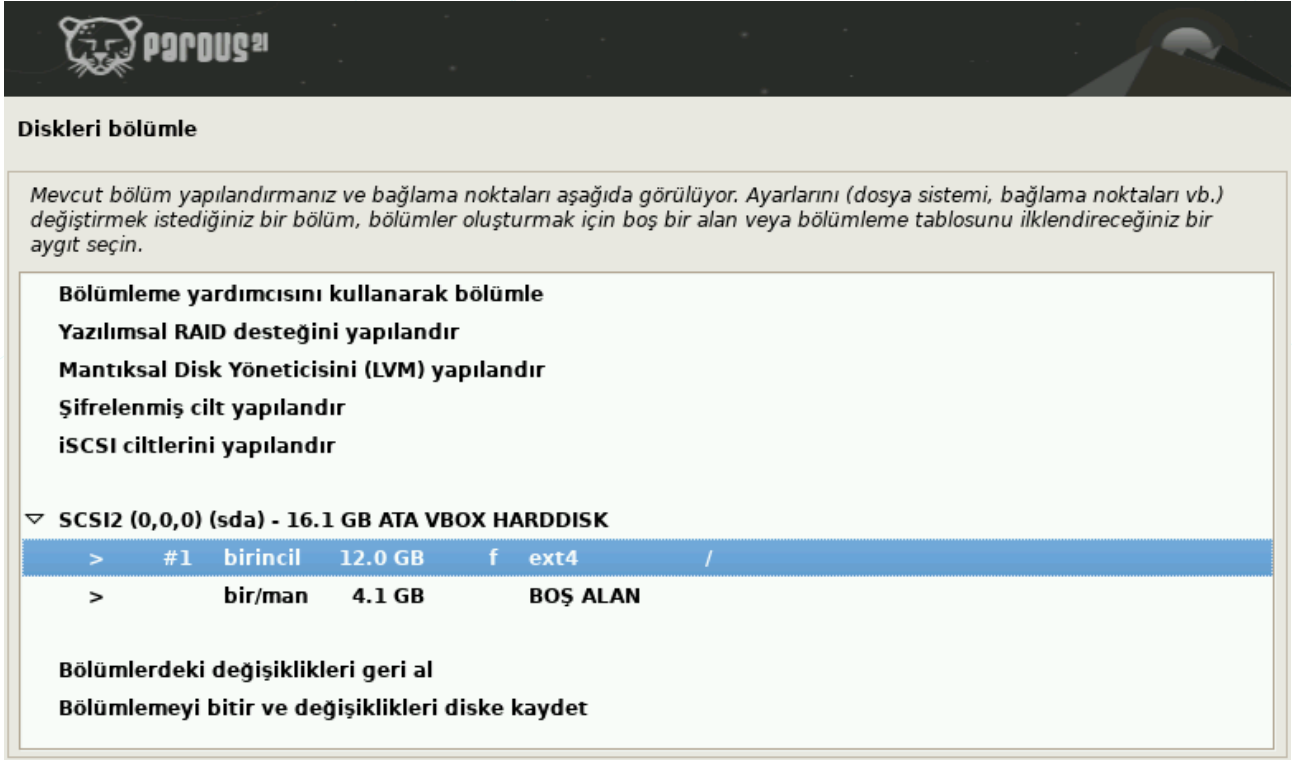 PARDUS 21
Diskleri bölümle
Mevcut bölüm yapılandırmanız ve bağlama noktaları aşağıda görülüyor. Ayarlarını (dosya sistemi, bağlama noktaları vb.)
değiştirmek istediğiniz bir bölüm, bölümler oluşturmak için boş bir alan veya bölümleme tablosunu ilklendireceğiniz bir
aygıt seçin.
Bölümleme yardımcısını kullanarak bölümle
Yazılımsal RAID desteğini yapılandır
Mantıksal Disk Yöneticisini (LVM) yapılandır
Şifrelenmiş cilt yapılandır
iSCSI ciltlerini yapılandır
SCSI2 (0,0,0) (sda) - 16.1 GB ATA VBOX HARDDISK
> #1 birincil 12.0 GB f ext4 /
> bir/man 4.1 GB BOŞ ALAN
Bölümlerdeki değişiklikleri geri al
Bölümlemeyi bitir ve değişiklikleri diske kaydet